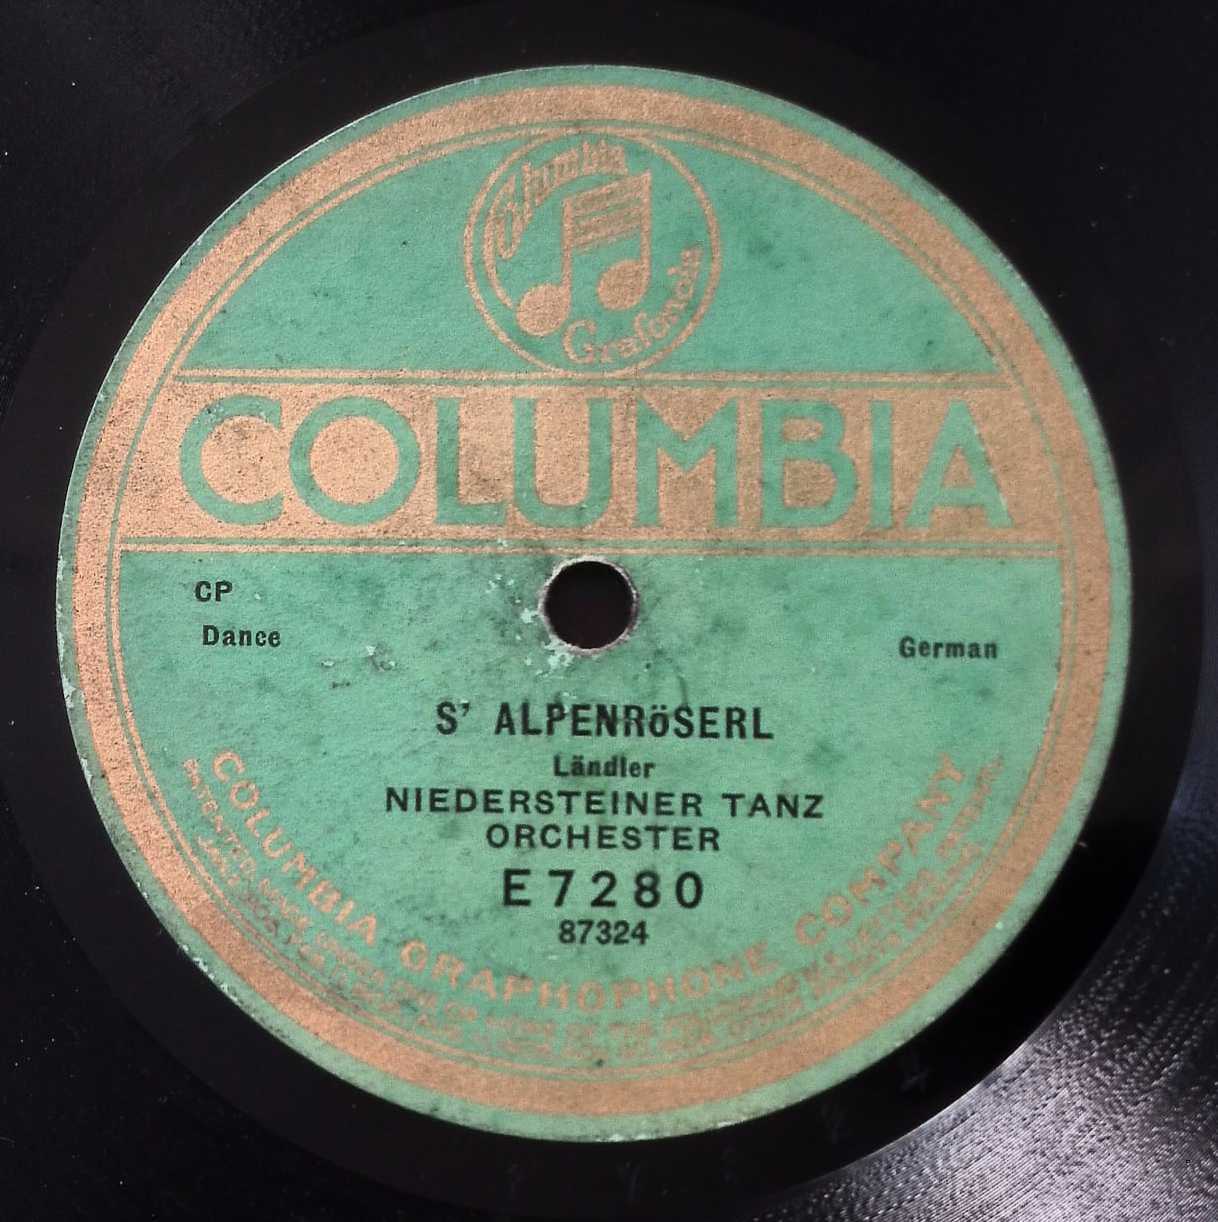 Columbia
Grafonola
COLUMBIA
CP
Dance
German
S' ALPENRöSERL
Ländler
NIEDERSTEINER TANZ
ORCHESTER
E7280
87324
COLUMBIA GRAPHOPHONE COMPANY